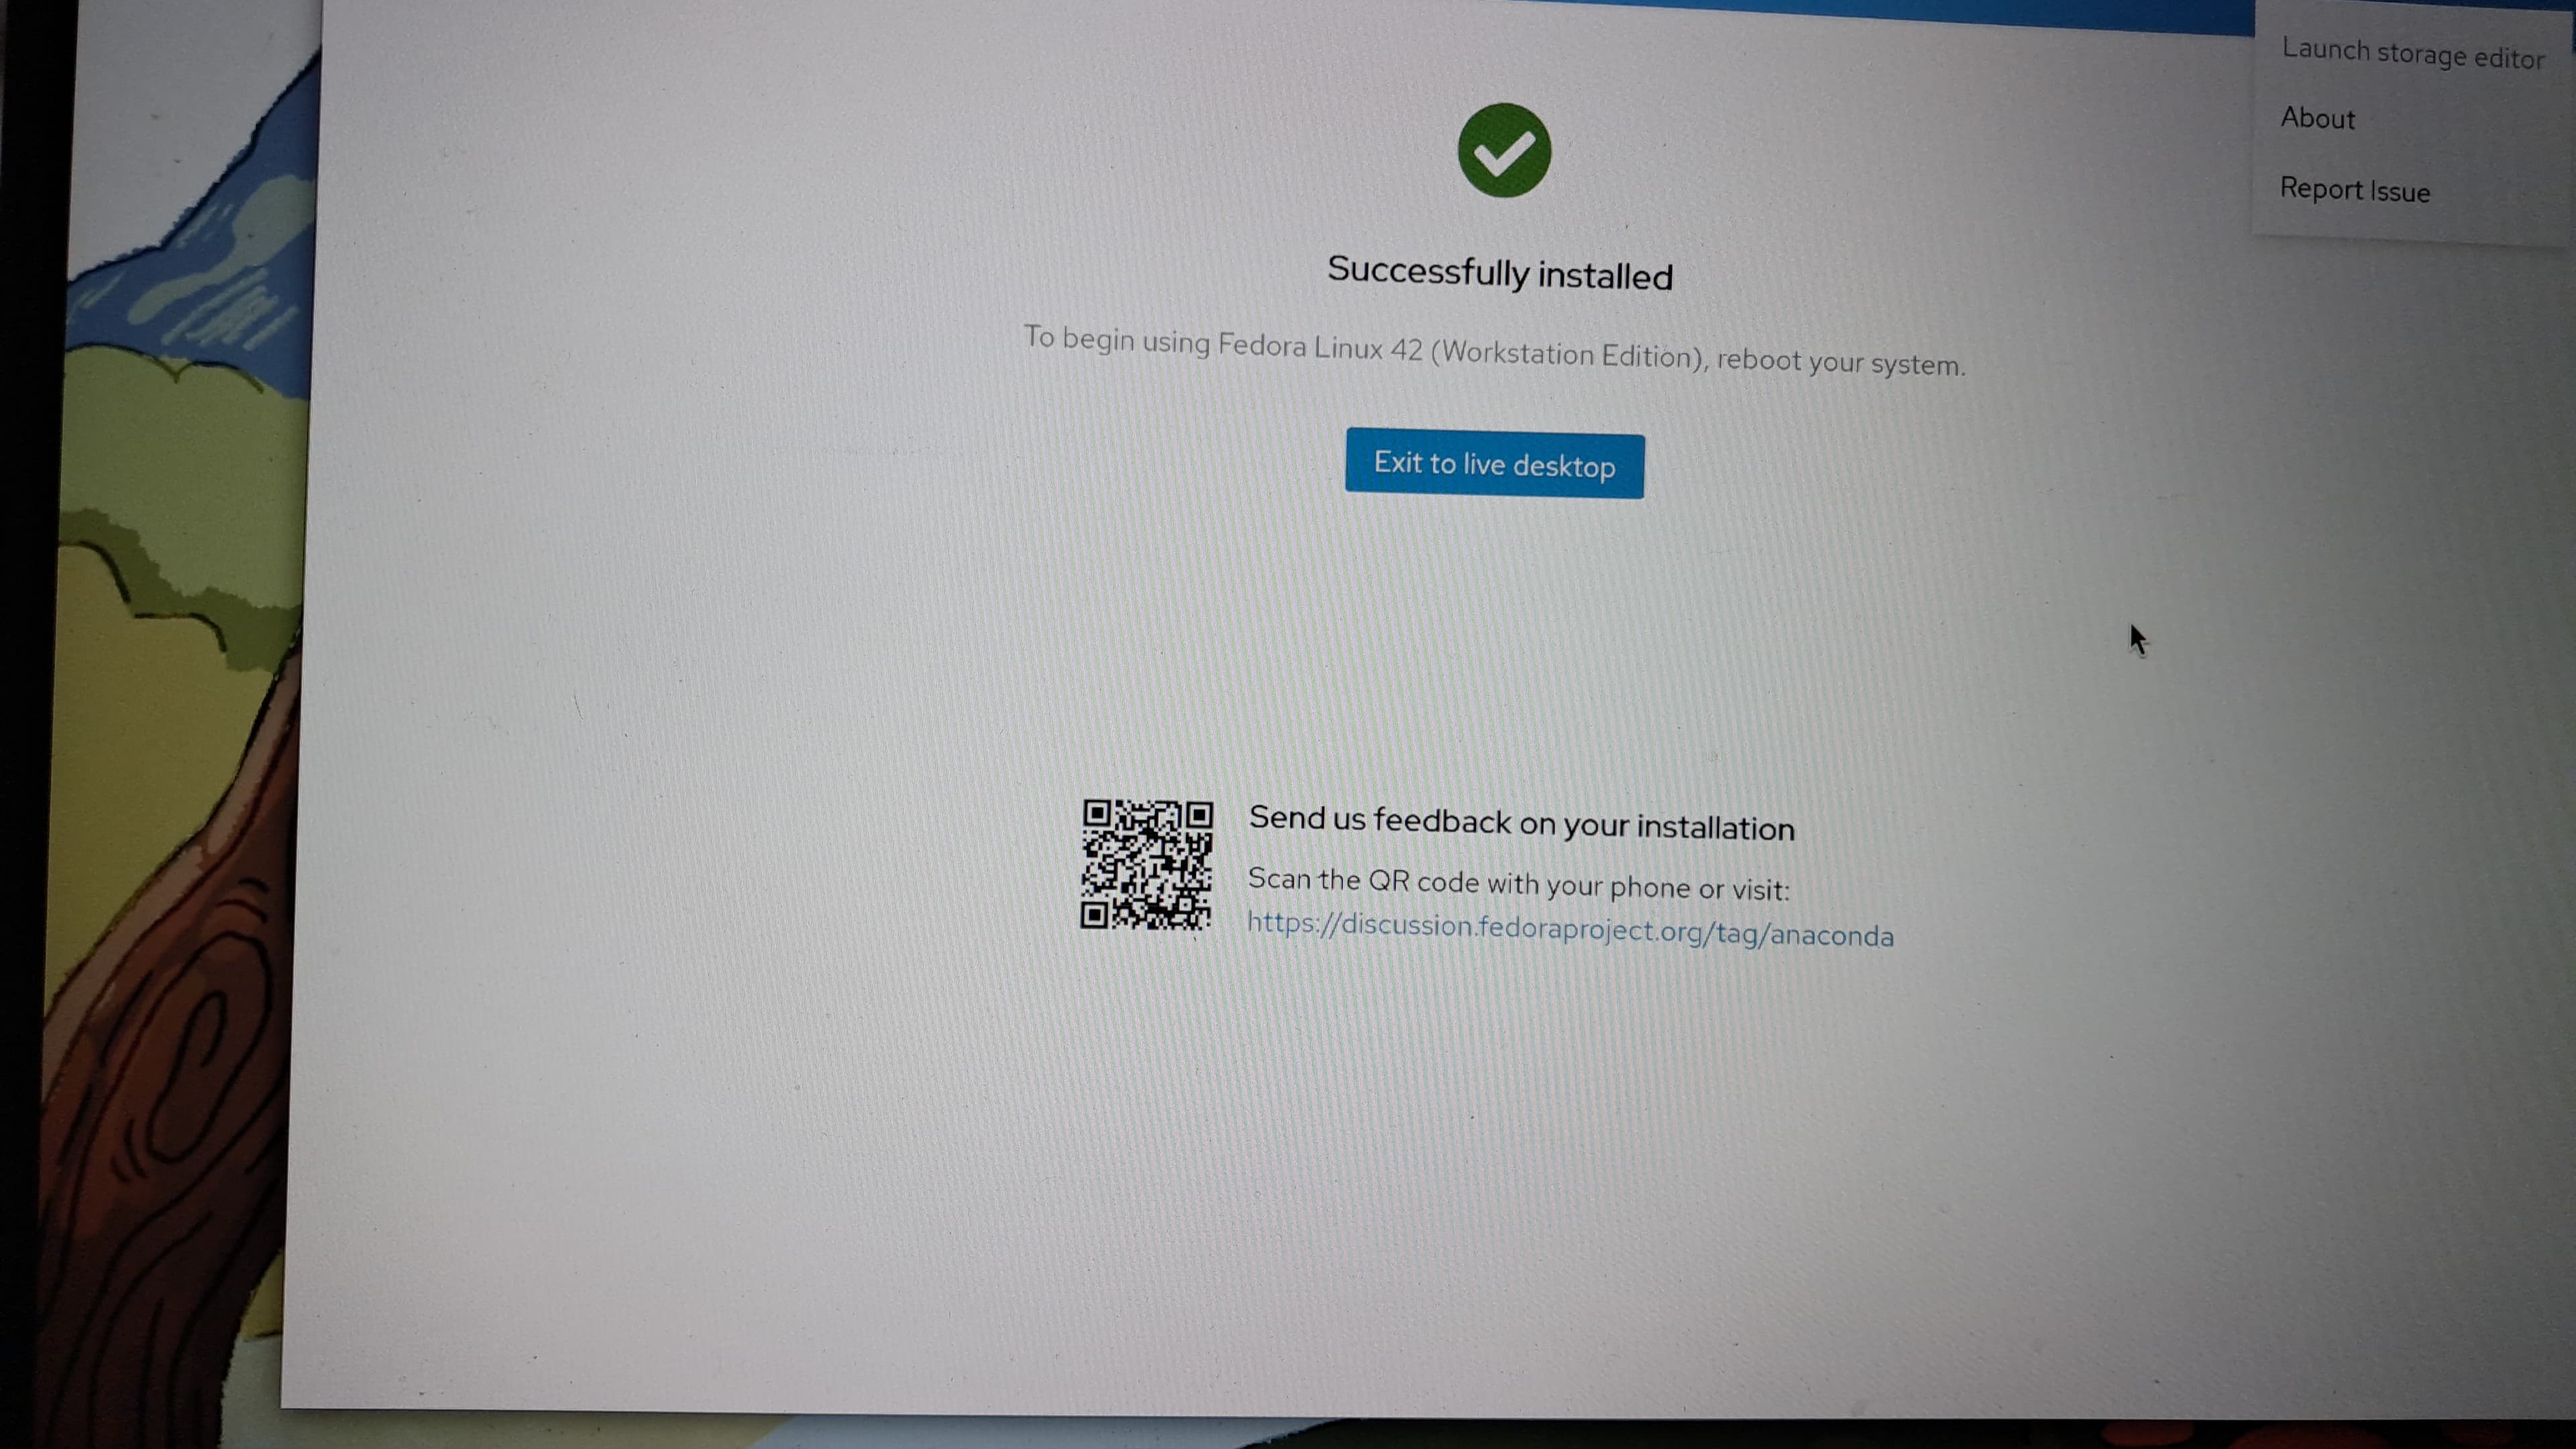 Launch storage editor
About
Report Issue
Successfully installed
To begin using Fedora Linux 42 (Workstation Edition), reboot your system.
Exit to live desktop
Send us feedback on your installation
Scan the QR code with your phone or visit:
https://discussion.fedoraproject.org/tag/anaconda